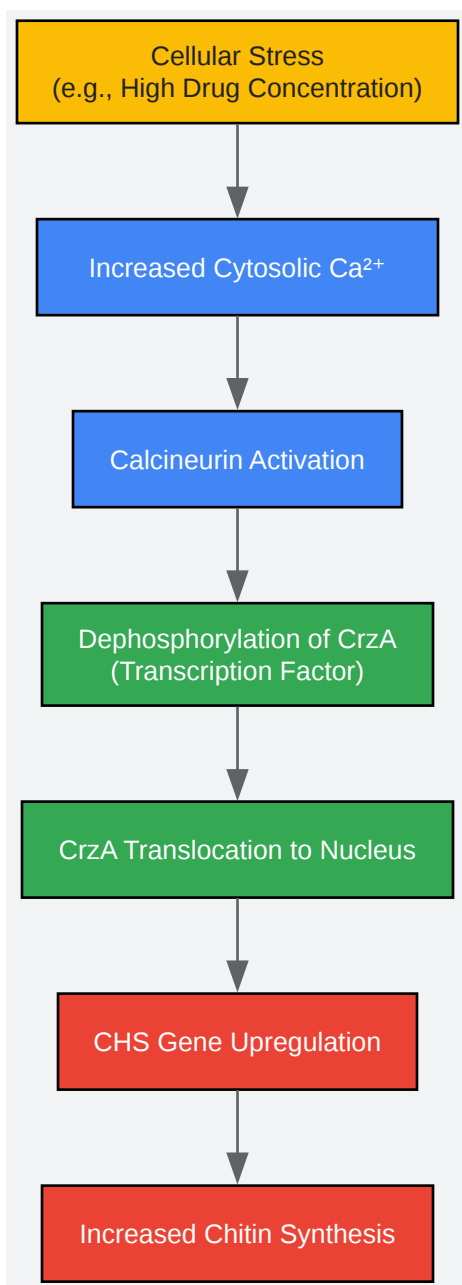 Cellular Stress
(e.g., High Drug Concentration)
Increased Cytosolic Ca²⁺
Calcineurin Activation
Dephosphorylation of CrzA
(Transcription Factor)
CrzA Translocation to Nucleus
CHS Gene Upregulation
Increased Chitin Synthesis